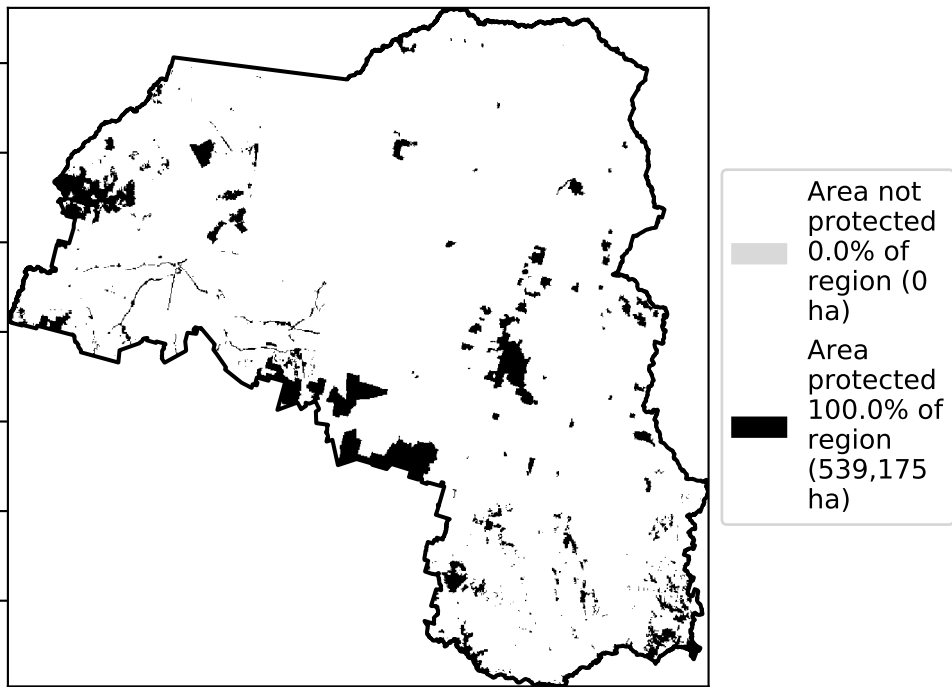 Area not
protected
0.0% of
region (0
ha)
Area
protected
100.0% of
region
(539,175
ha)